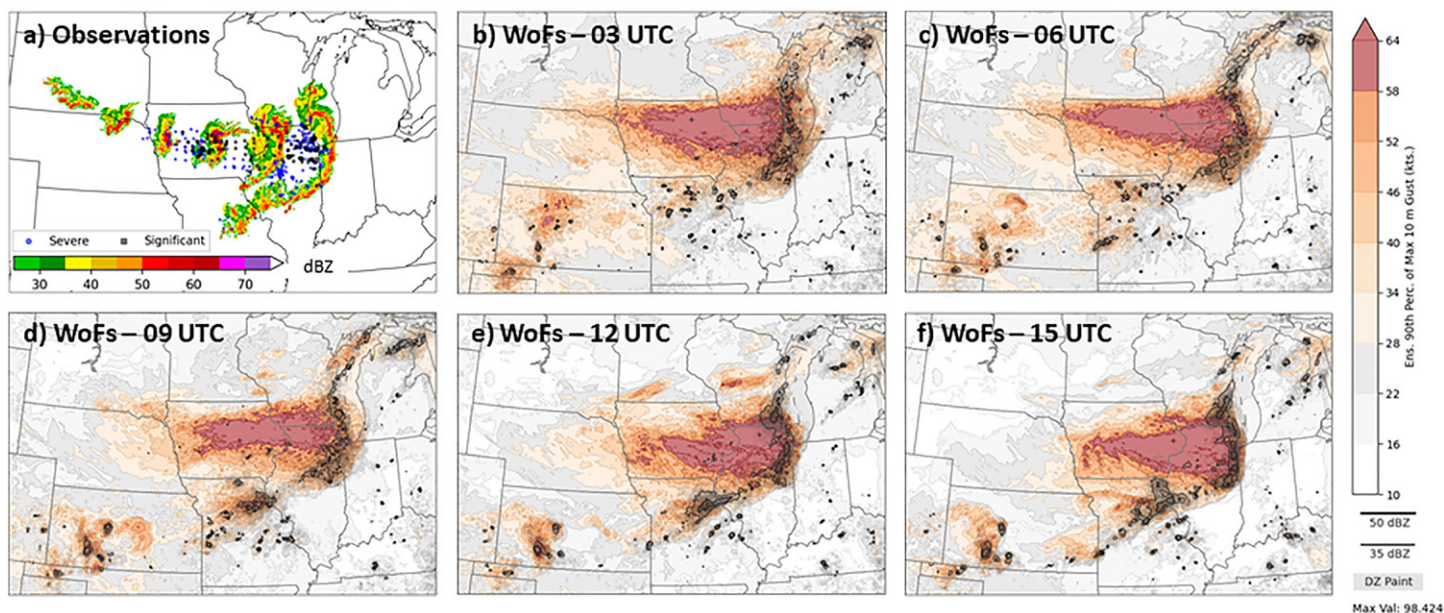 a) Observations
Severe
Significant
dBZ
30 40 60 70
50 65
b) WoFs – 03 UTC
c) WoFs – 06 UTC
d) WoFs – 09 UTC
e) WoFs – 12 UTC
f) WoFs – 15 UTC
64
58
52
46
40
34
28
22
16
10
Ens. 90th Perc. of Max 10 m Gust (kts.)
50 dBZ
35 dBZ
DZ Paint
Max Val: 98.424